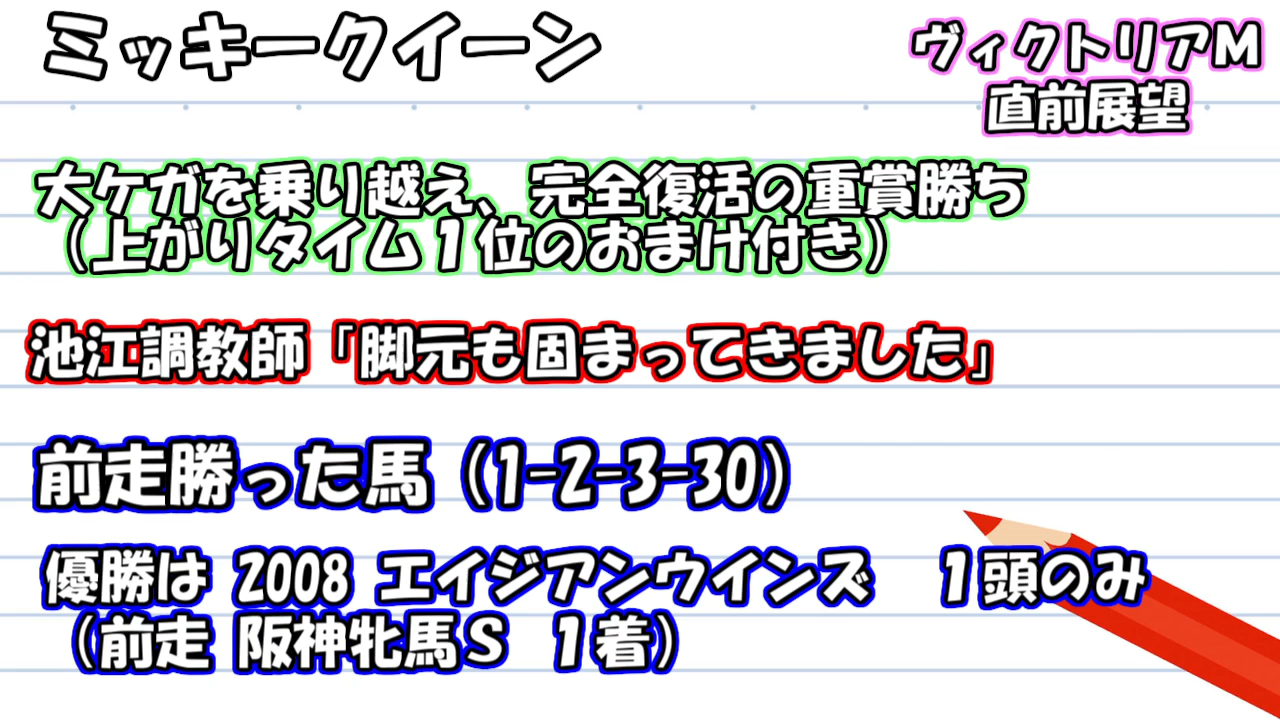 ミッキークイーン
ヴィクトリアM
直前展望
大ケガを乗り越え、完全復活の重賞勝ち
（上がりタイム１位のおまけ付き）
池江調教師「脚元も固まってきました」
前走勝った馬（1-2-3-30）
優勝は 2008 エイジアンウインズ　１頭のみ
（前走 阪神牝馬Ｓ １着）